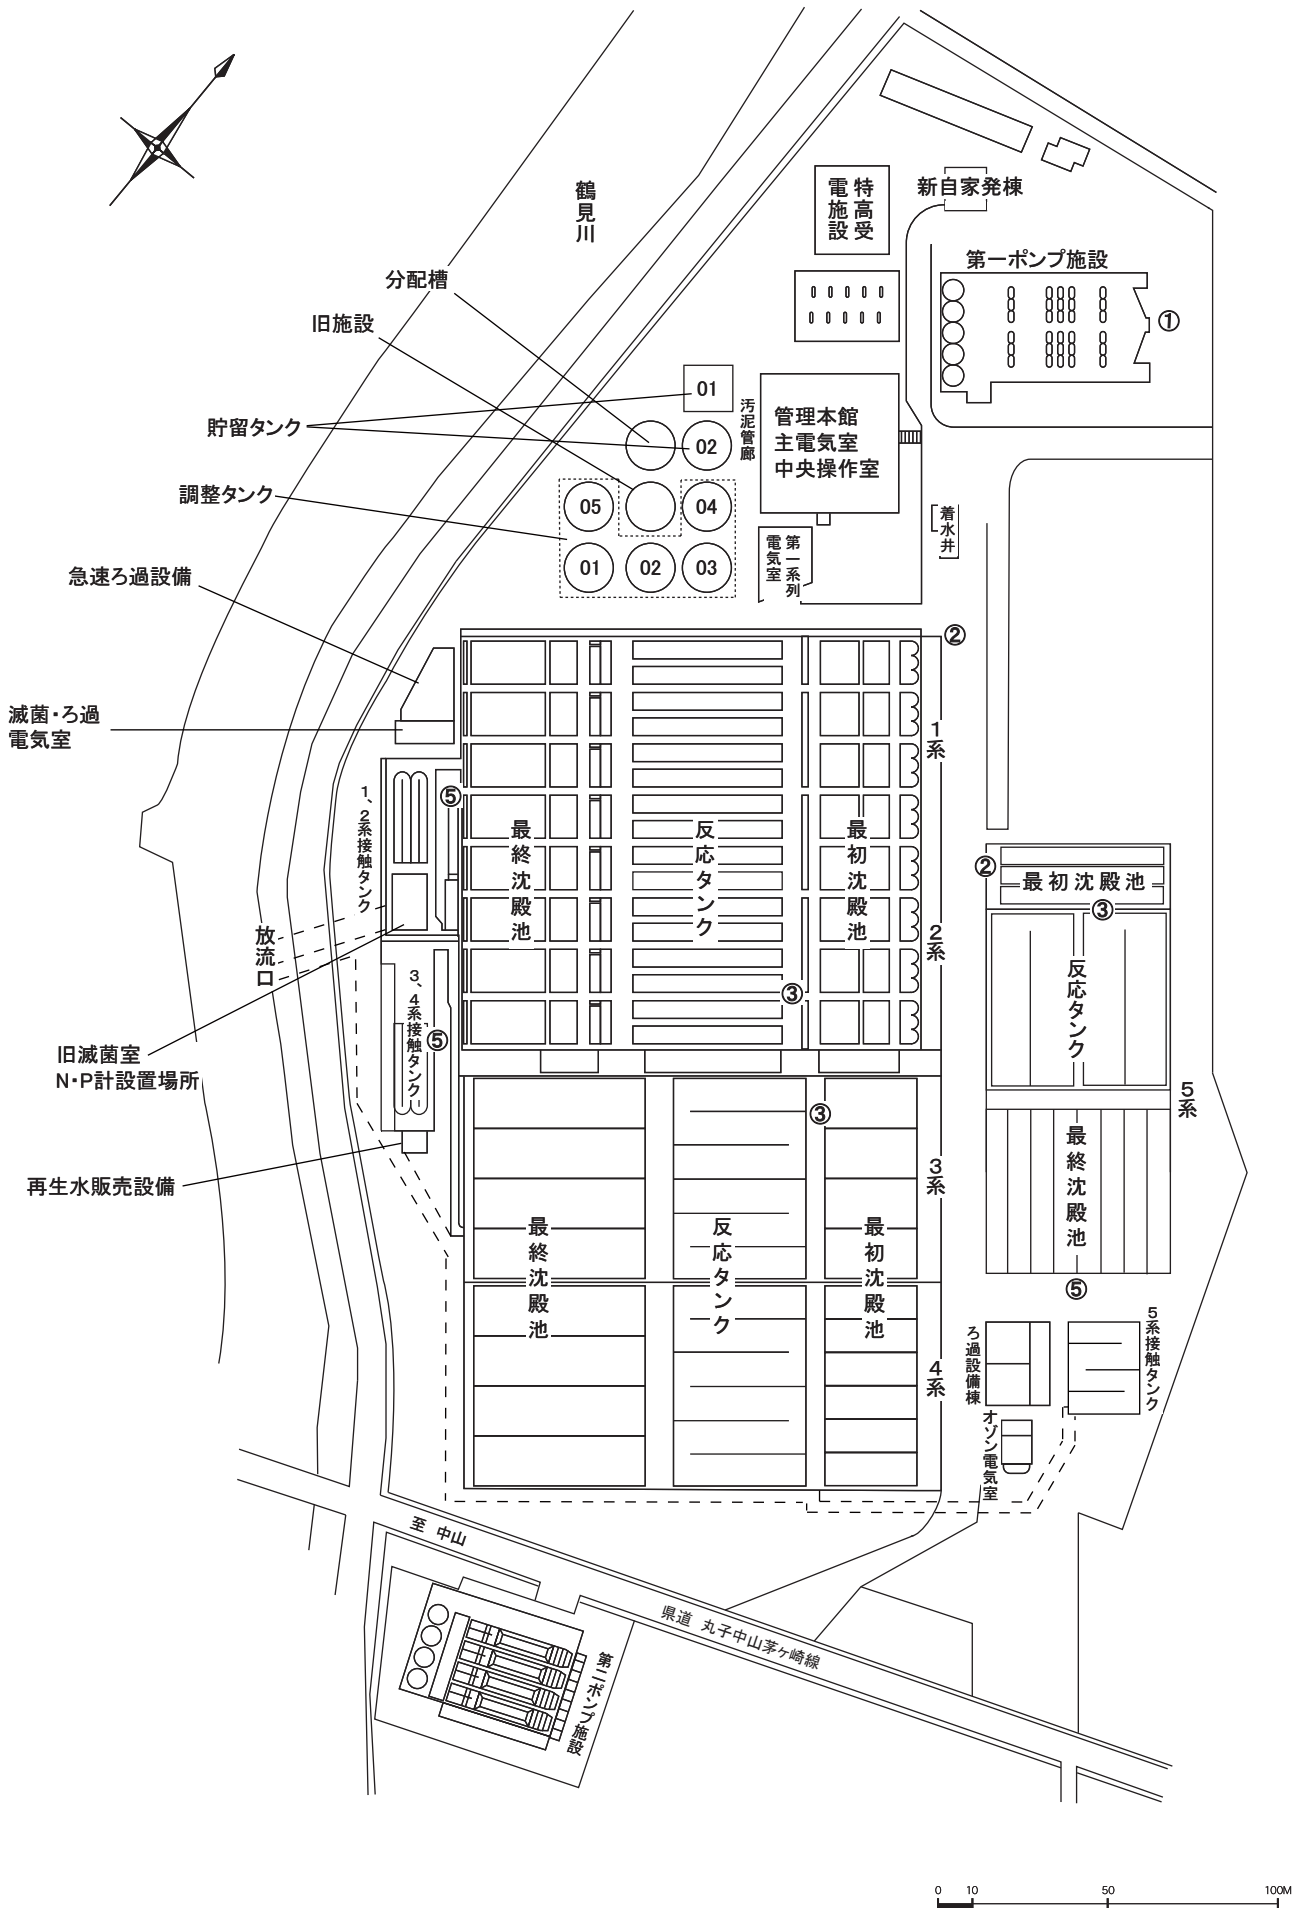 鶴見川
特高受
電施設
新自家発棟
第一ポンプ施設
①
分配槽
旧施設
貯留タンク
調整タンク
急速ろ過設備
滅菌・ろ過
電気室
01
02
05
04
01
02
03
汚泥管廊
管理本館
主電気室
中央操作室
着水井
第一系列
電気室
②
1系
2系
3系
4系
5系
⑤
1、2系接触タンク
最終沈殿池
反応タンク
最初沈殿池
③
放流口
3、4系接触タンク
⑤
旧滅菌室
N・P計設置場所
再生水販売設備
③
最終沈殿池
反応タンク
最初沈殿池
②
最初沈殿池
③
反応タンク
最終沈殿池
⑤
ろ過設備棟
5系接触タンク
オゾン電気室
至 中山
県道 丸子中山茅ヶ崎線
第二ポンプ施設
0 10 50 100M